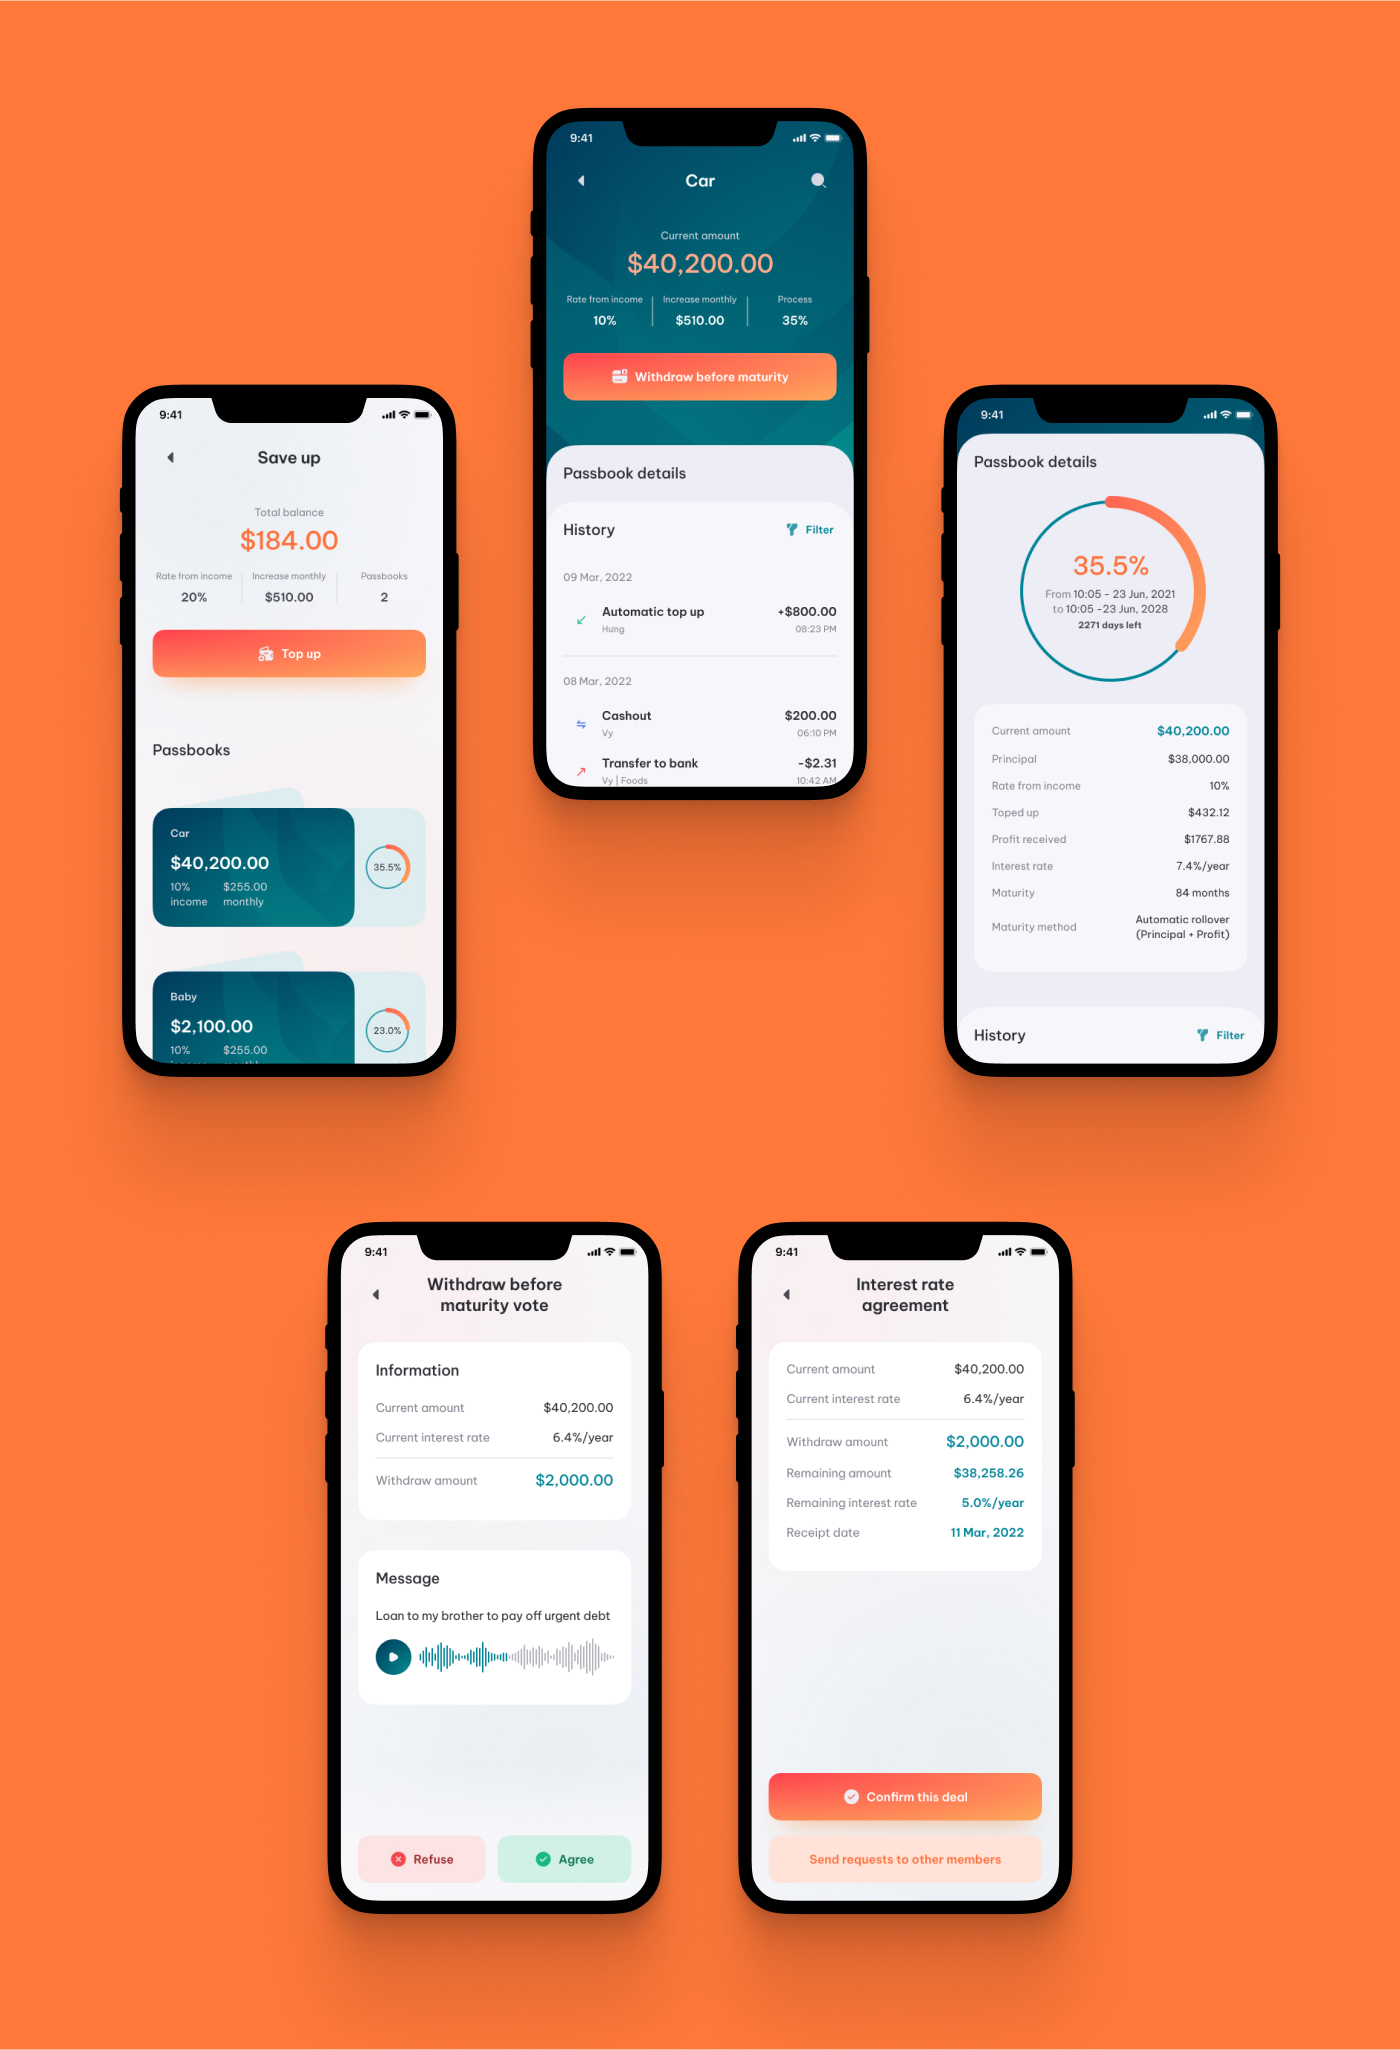 9:41
Car
Current amount
$40,200.00
Rate from income Increase monthly Process
10% $510.00 35%
Withdraw before maturity
Passbook details
History Filter
09 Mar, 2022
Automatic top up +$800.00
Hưng 08:23 PM
08 Mar, 2022
Cashout $200.00
Vy 06:10 PM
Transfer to bank -$2.31
Vy | Foods 10:42 AM
9:41
Save up
Total balance
$184.00
Rate from income Increase monthly Passbooks
20% $510.00 2
Top up
Passbooks
Car
$40,200.00
10% $255.00
income monthly
35.5%
Baby
$2,100.00
10% $255.00
23.0%
9:41
Passbook details
35.5%
From 10:05 - 23 Jun, 2021
to 10:05 -23 Jun, 2028
2271 days left
Current amount $40,200.00
Principal $38,000.00
Rate from income 10%
Toped up $432.12
Profit received $1767.88
Interest rate 7.4%/year
Maturity 84 months
Maturity method Automatic rollover
(Principal + Profit)
History Filter
9:41
Withdraw before
maturity vote
Information
Current amount $40,200.00
Current interest rate 6.4%/year
Withdraw amount $2,000.00
Message
Loan to my brother to pay off urgent debt
Refuse Agree
9:41
Interest rate
agreement
Current amount $40,200.00
Current interest rate 6.4%/year
Withdraw amount $2,000.00
Remaining amount $38,258.26
Remaining interest rate 5.0%/year
Receipt date 11 Mar, 2022
Confirm this deal
Send requests to other members